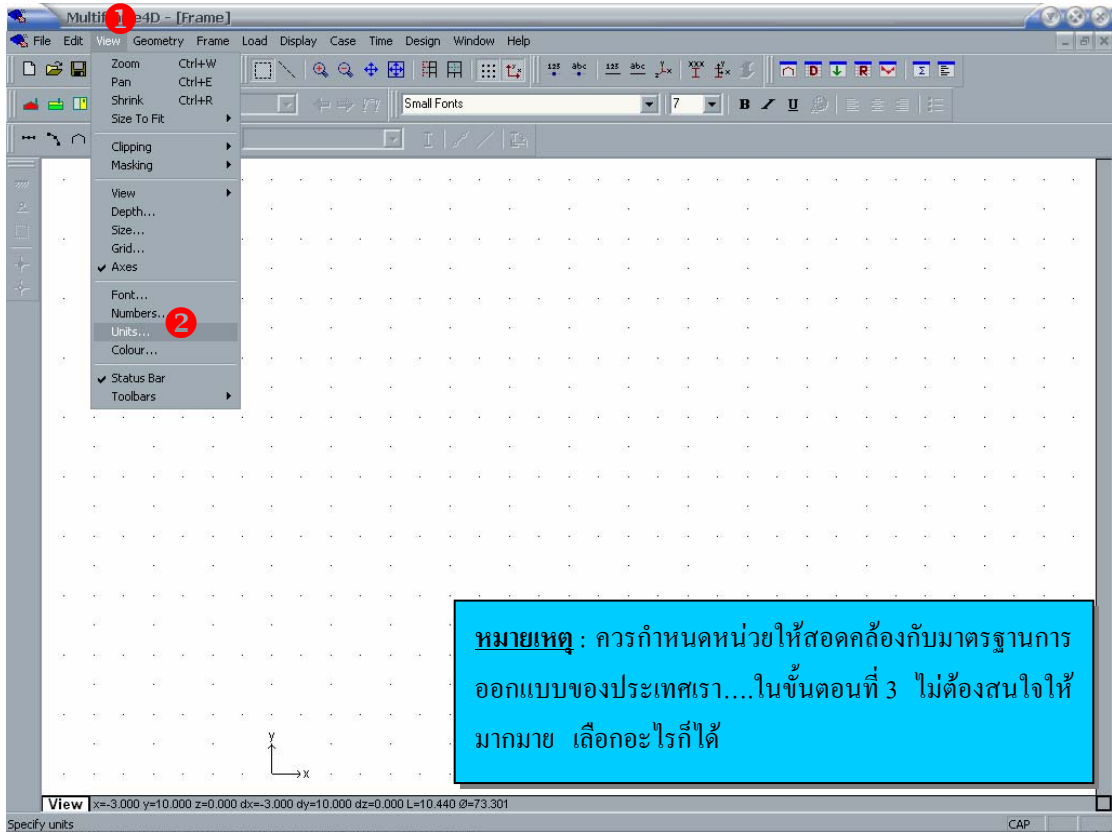 Multif 1 e4D - [Frame]
File Edit View Geometry Frame Load Display Case Time Design Window Help
Zoom Ctrl+W
Pan Ctrl+E
Shrink Ctrl+R
Size To Fit
Clipping
Masking
View
Depth...
Size...
Grid...
Axes
Font...
Numbers...
Units... 2
Colour...
Status Bar
Toolbars
Small Fonts 7 B I U
หมายเหตุ : ควรกำหนดหน่วยให้สอดคล้องกับมาตรฐานการ
ออกแบบของประเทศเรา....ในขั้นตอนที่ 3 ไม่ต้องสนใจให้
มากมาย เลือกอะไรก็ได้
y
x
View x=-3.000 y=10.000 z=0.000 dx=-3.000 dy=10.000 dz=0.000 L=10.440 Ø=73.301
Specify units CAP